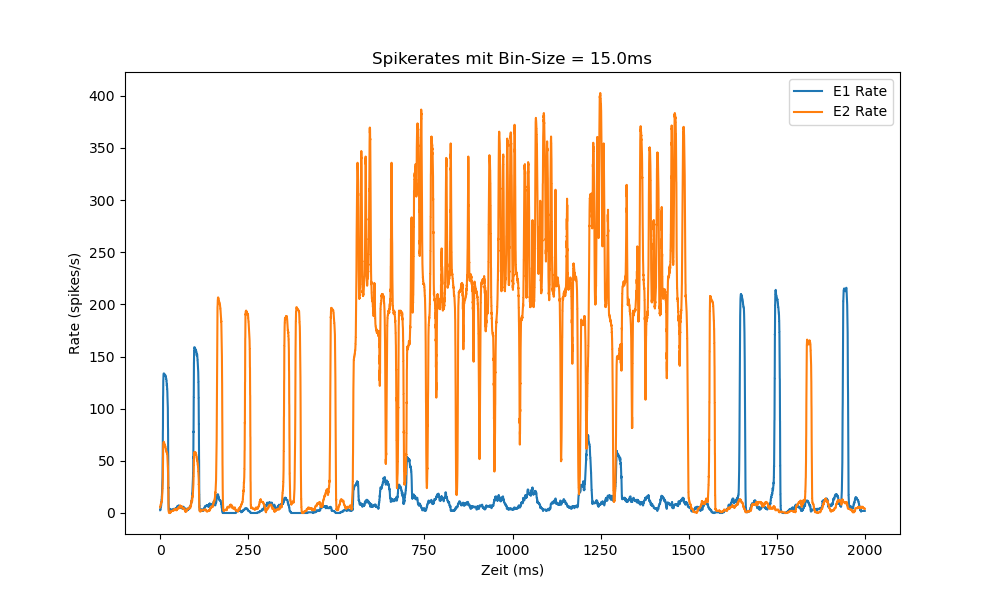 Spikerates mit Bin-Size = 15.0ms
E1 Rate
E2 Rate
Rate (spikes/s)
400
350
300
250
200
150
100
50
0
0 250 500 750 1000 1250 1500 1750 2000
Zeit (ms)